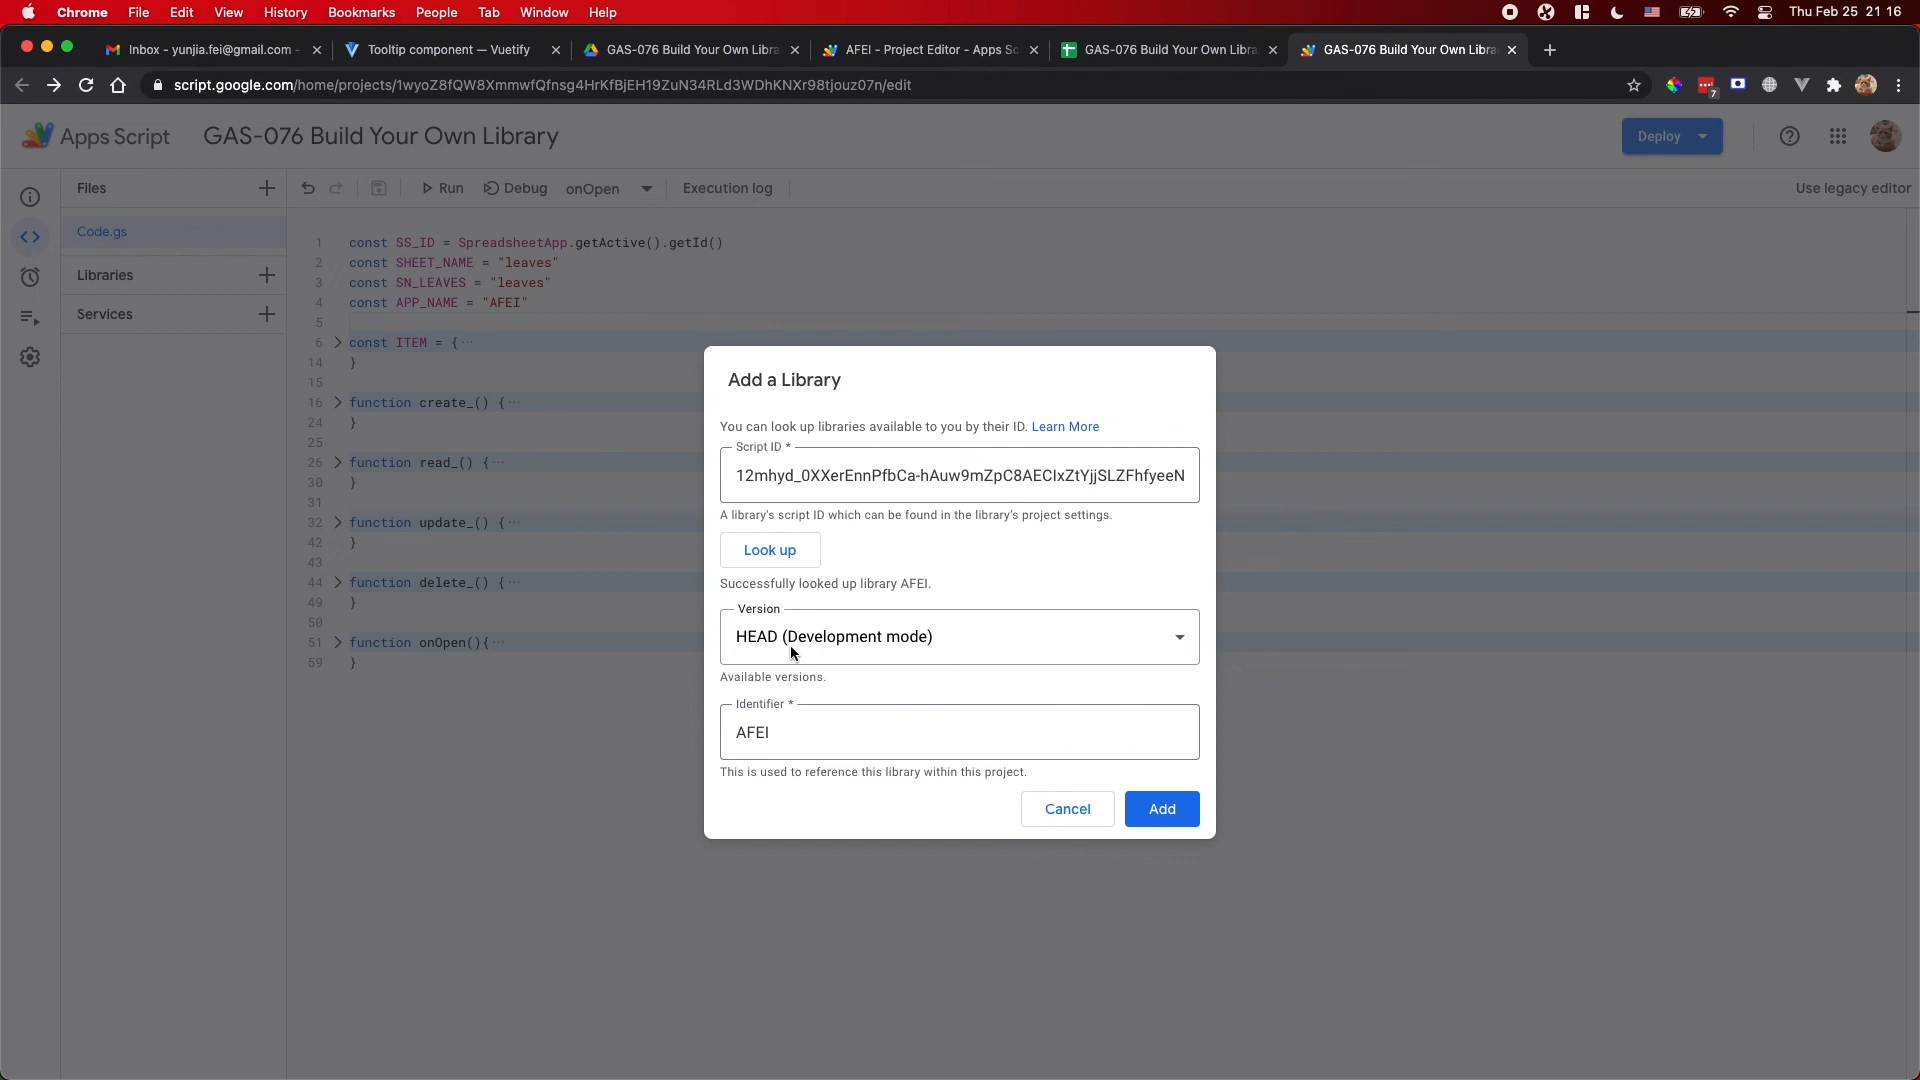 Chrome File Edit View History Bookmarks People Tab Window Help Thu Feb 25 21 16
Inbox - yunjia.fei@gmail.com - Tooltip component — Vuetify GAS-076 Build Your Own Libra AFEI - Project Editor - Apps Sc GAS-076 Build Your Own Libra GAS-076 Build Your Own Libra
script.google.com/home/projects/1wyoZ8fQW8XmmwfQfnsg4HrKfBjEH19ZuN34RLd3WDhKNXr98tjouz07n/edit 7
Apps Script GAS-076 Build Your Own Library Deploy
Files Run Debug onOpen Execution log Use legacy editor
Code.gs
Libraries
Services
1 const SS_ID = SpreadsheetApp.getActive().getId()
2 const SHEET_NAME = "leaves"
3 const SN_LEAVES = "leaves"
4 const APP_NAME = "AFEI"
5
6 const ITEM = {···
14 }
15
16 function create_() {···
24 }
25
26 function read_() {···
30 }
31
32 function update_() {···
42 }
43
44 function delete_() {···
49 }
50
51 function onOpen(){···
59 }
Add a Library
You can look up libraries available to you by their ID. Learn More
Script ID *
12mhyd_0XXerEnnPfbCa-hAuw9mZpC8AEClxZtYjjSLZFhfyeeN
A library's script ID which can be found in the library's project settings.
Look up
Successfully looked up library AFEI.
Version
HEAD (Development mode)
Available versions.
Identifier *
AFEI
This is used to reference this library within this project.
Cancel Add